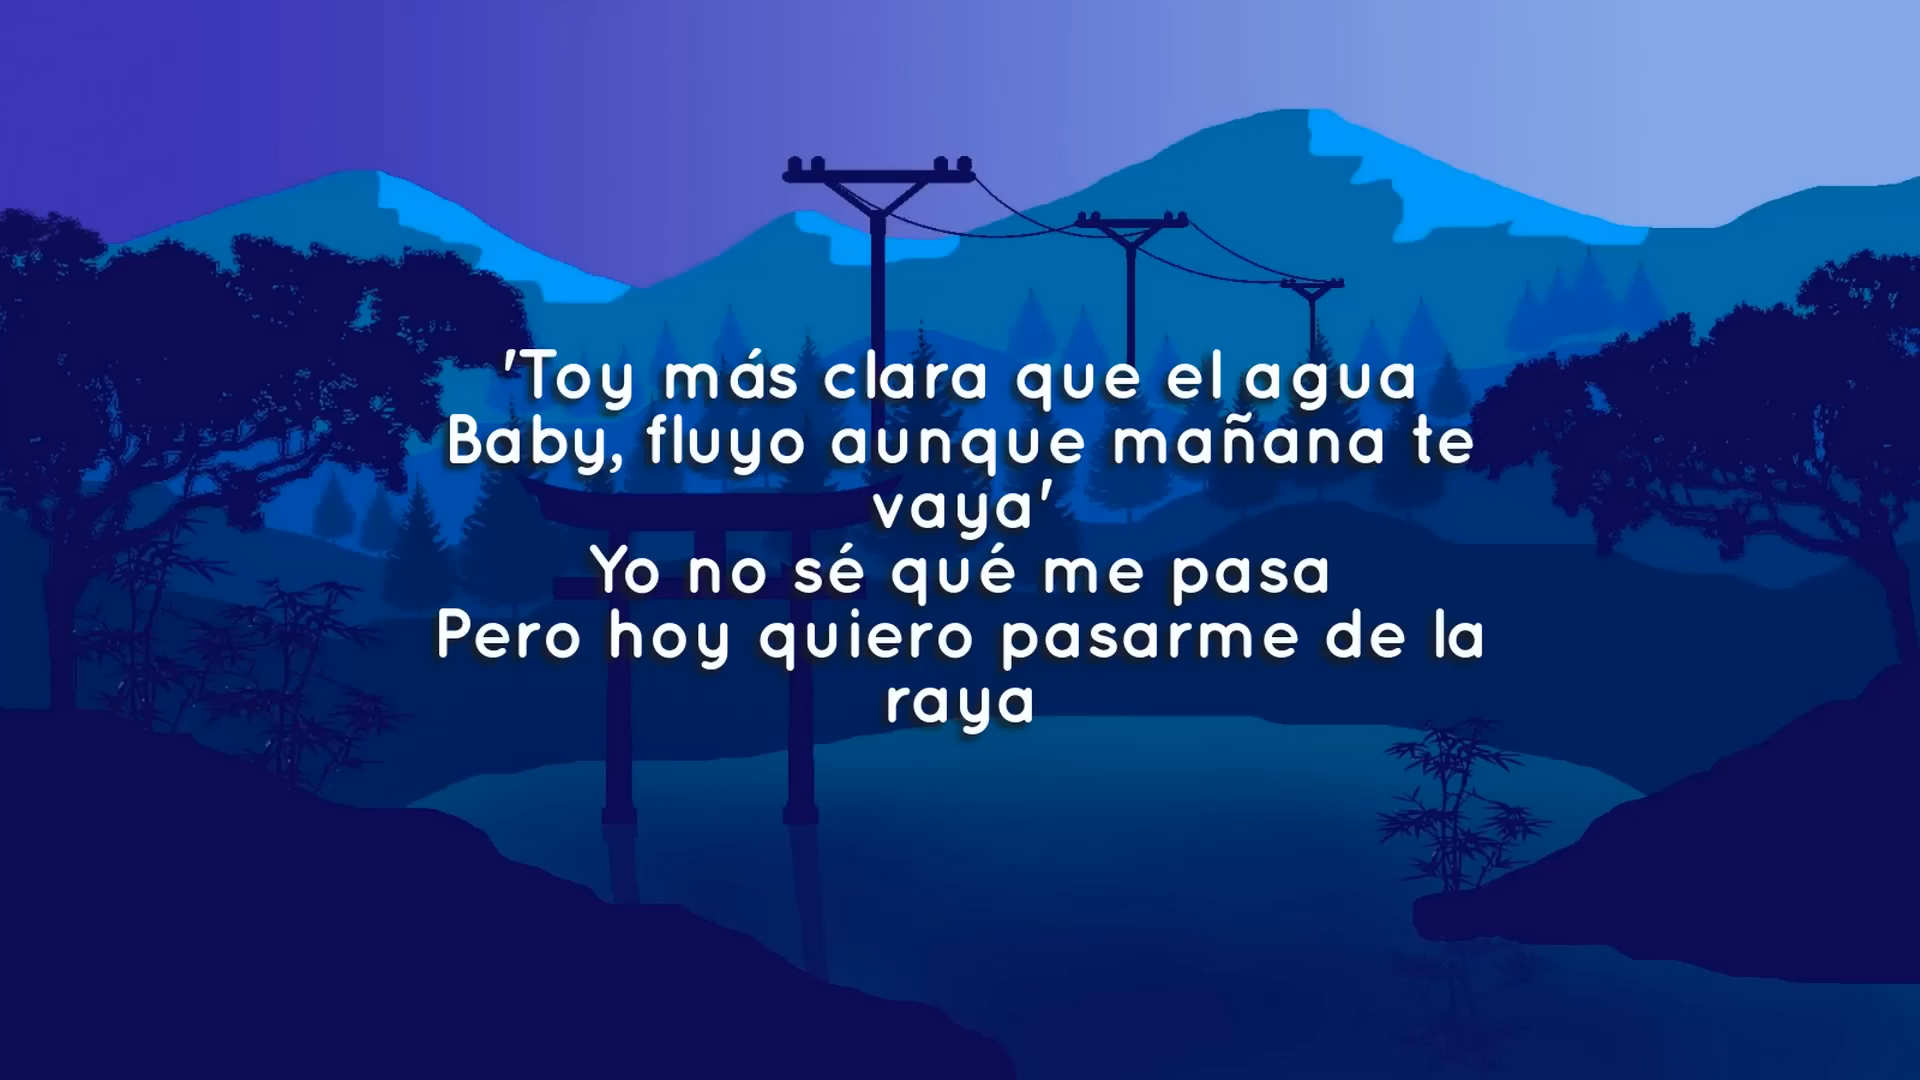 'Toy más clara que el agua
Baby, fluyo aunque mañana te
vaya'
Yo no sé qué me pasa
Pero hoy quiero pasarme de la
raya